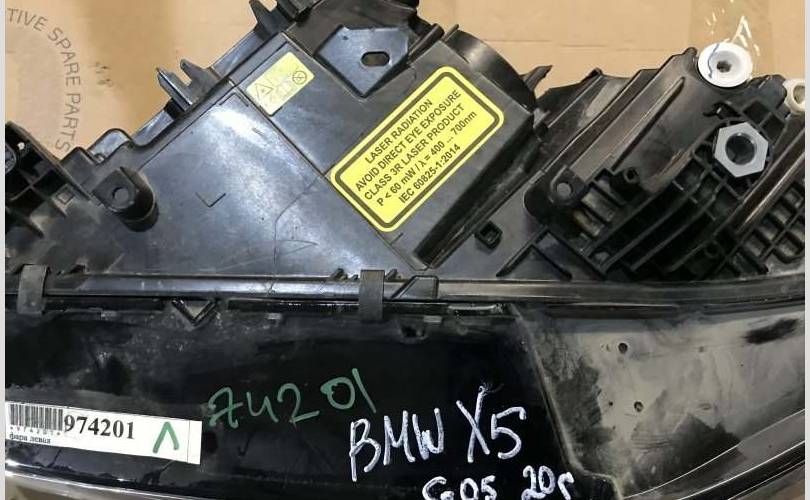 TIVE SPARE PARTS
LASER RADIATION
AVOID DIRECT EYE EXPOSURE
CLASS 3R LASER PRODUCT
P < 60 mW / λ = 400 ... 700nm
IEC 60825-1:2014
74201
974201 Л
фара левая
BMW X5
G05 20г